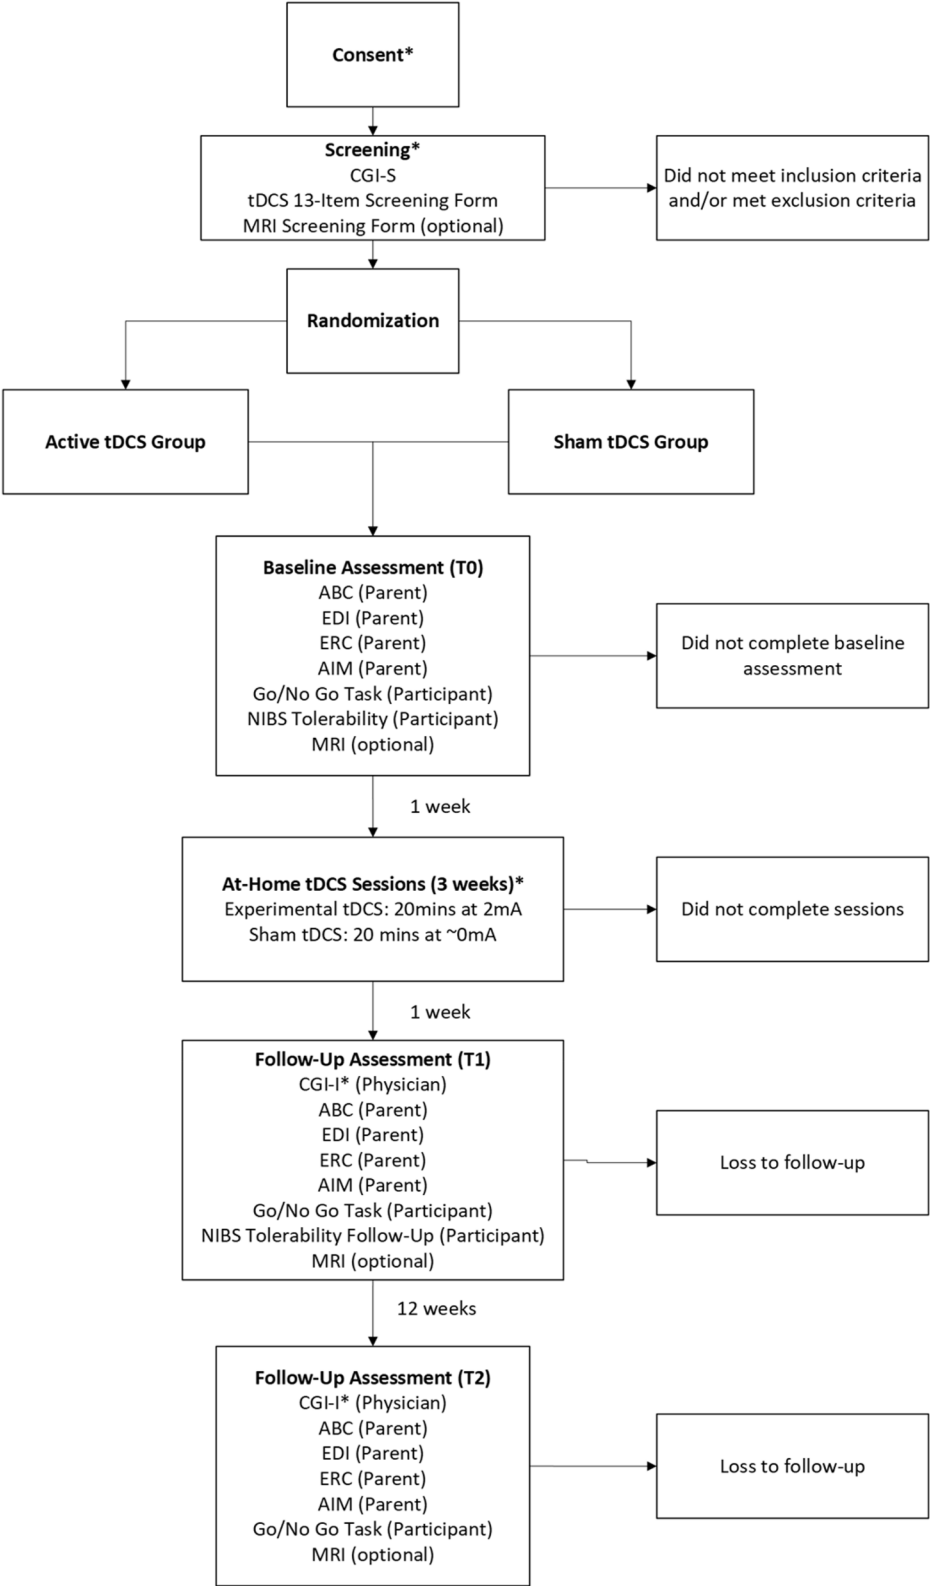 Consent*
Screening*
CGI-S
tDCS 13-Item Screening Form
MRI Screening Form (optional)
Did not meet inclusion criteria
and/or met exclusion criteria
Randomization
Active tDCS Group
Sham tDCS Group
Baseline Assessment (T0)
ABC (Parent)
EDI (Parent)
ERC (Parent)
AIM (Parent)
Go/No Go Task (Participant)
NIBS Tolerability (Participant)
MRI (optional)
Did not complete baseline
assessment
1 week
At-Home tDCS Sessions (3 weeks)*
Experimental tDCS: 20mins at 2mA
Sham tDCS: 20 mins at ~0mA
Did not complete sessions
1 week
Follow-Up Assessment (T1)
CGI-I* (Physician)
ABC (Parent)
EDI (Parent)
ERC (Parent)
AIM (Parent)
Go/No Go Task (Participant)
NIBS Tolerability Follow-Up (Participant)
MRI (optional)
Loss to follow-up
12 weeks
Follow-Up Assessment (T2)
CGI-I* (Physician)
ABC (Parent)
EDI (Parent)
ERC (Parent)
AIM (Parent)
Go/No Go Task (Participant)
MRI (optional)
Loss to follow-up